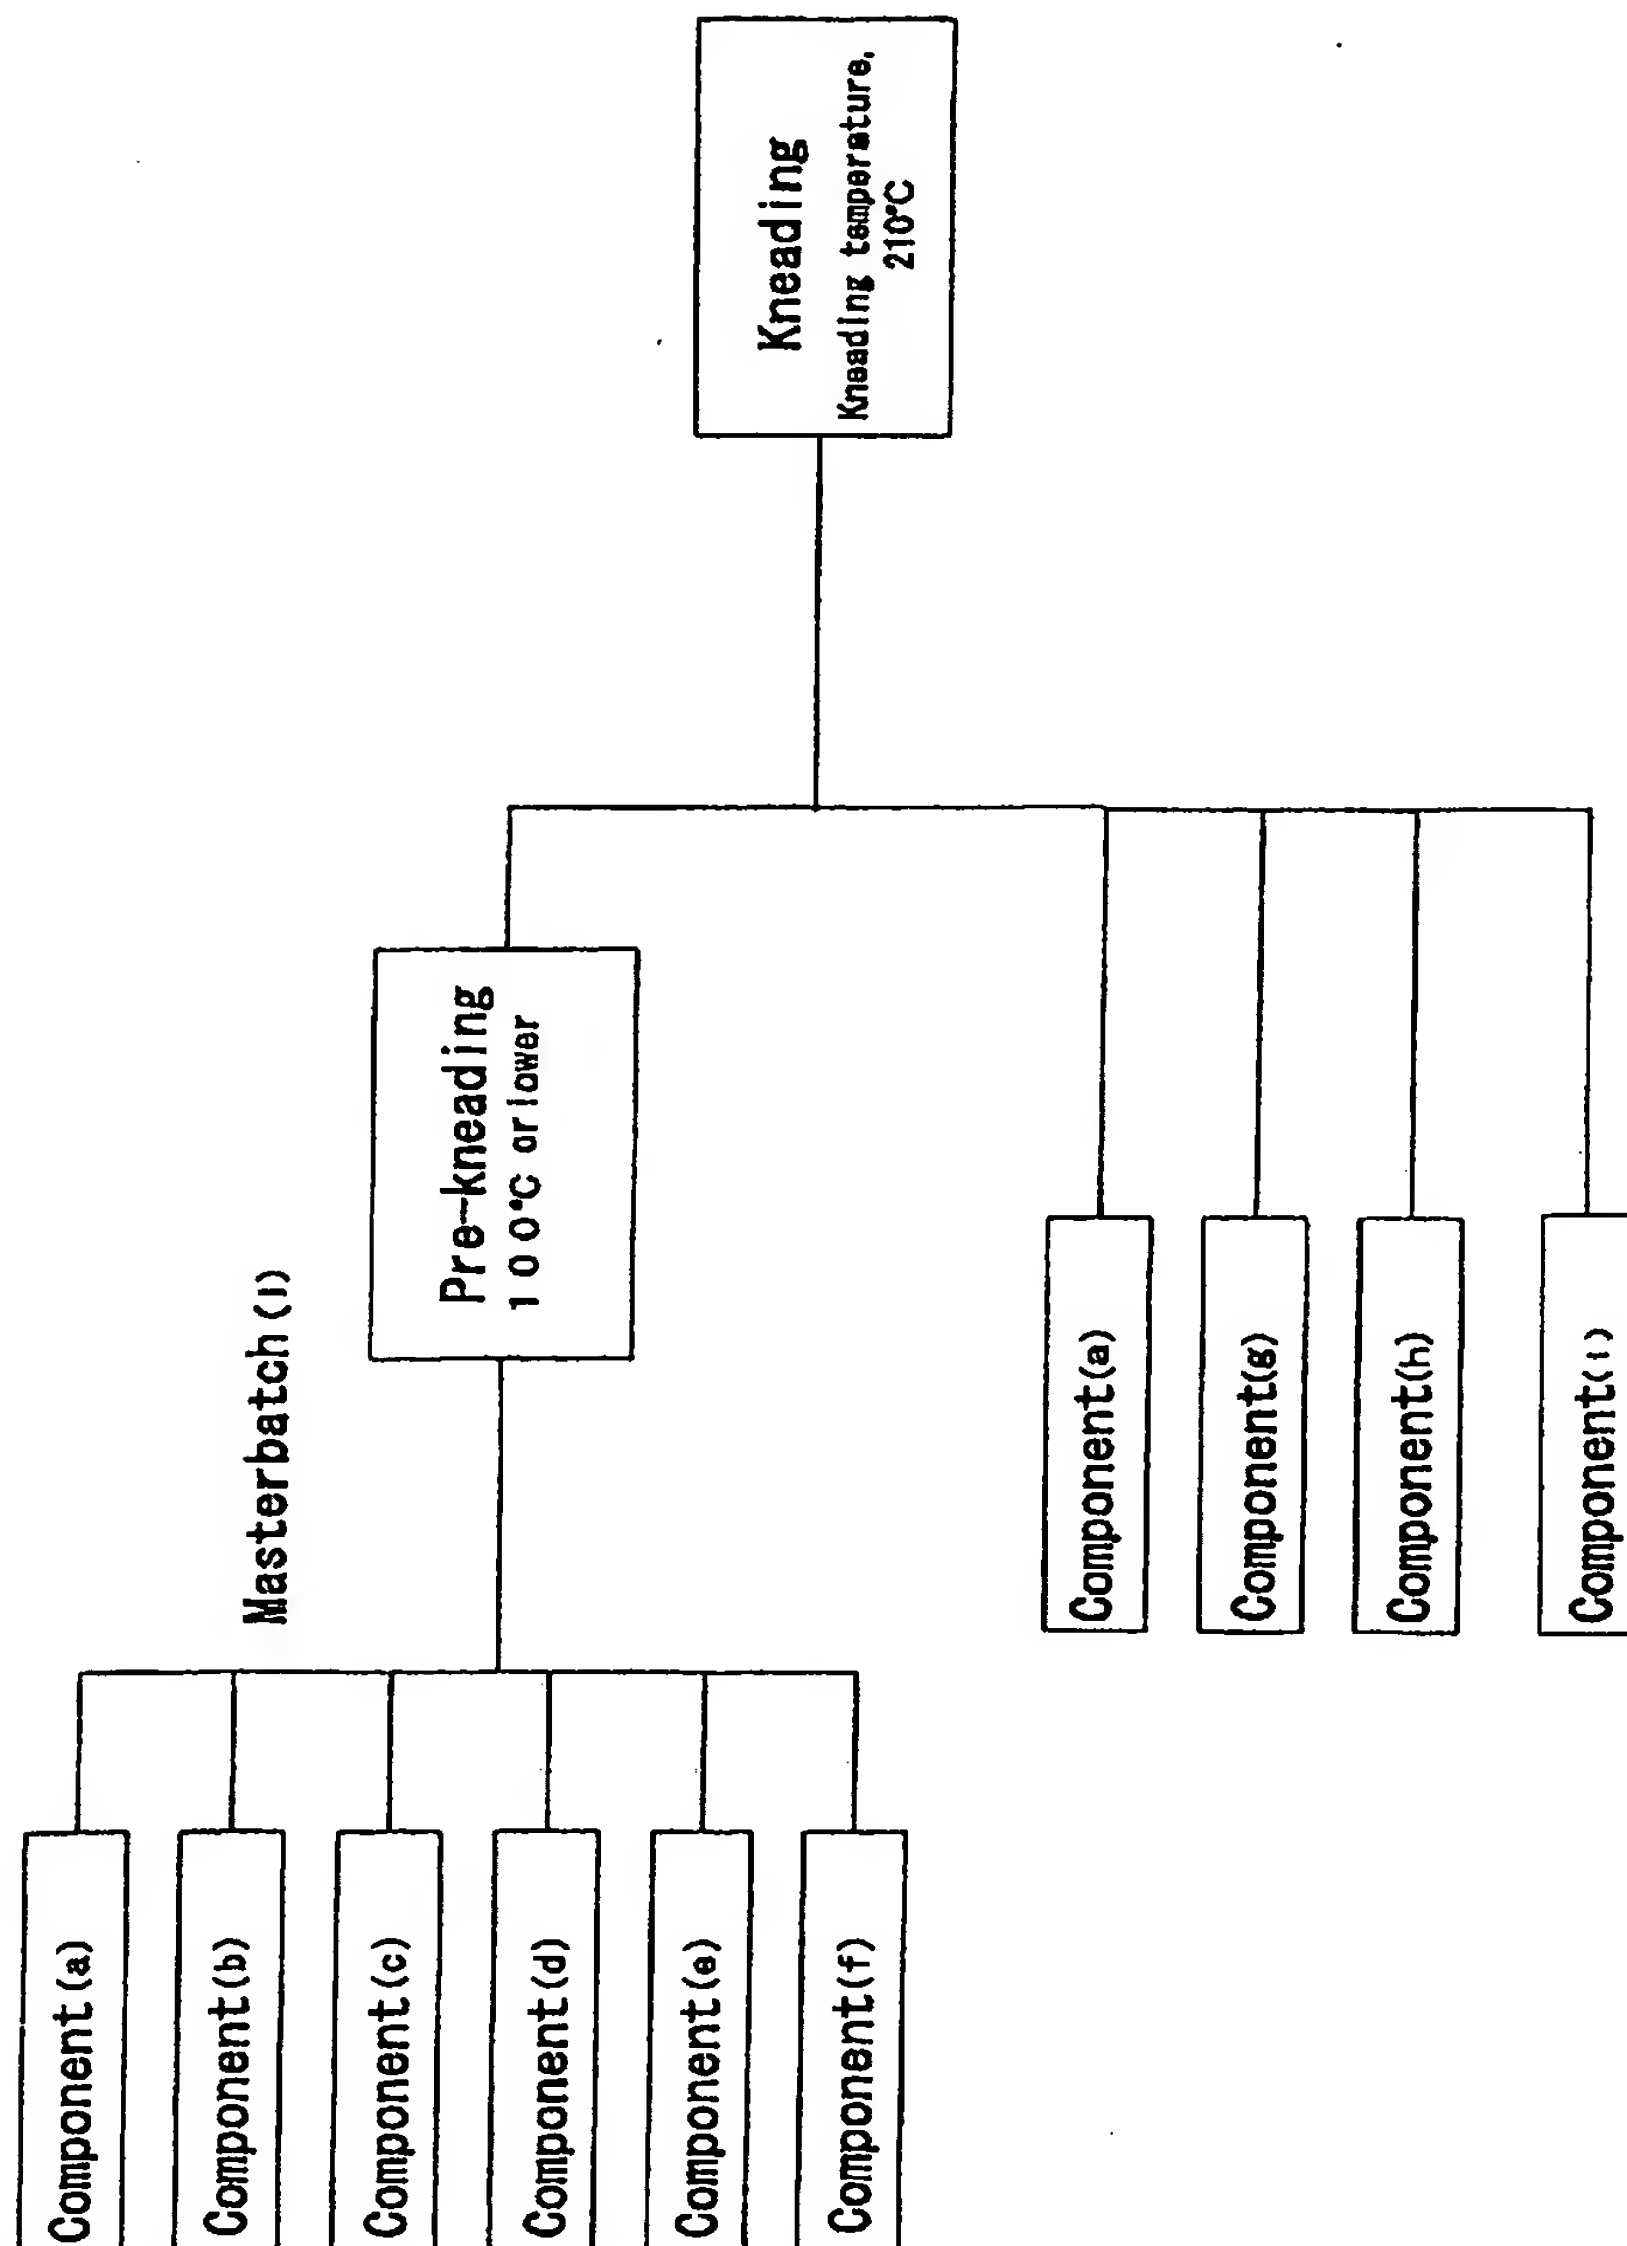 Component(a)
Component(b)
Component(c)
Component(d)
Component(e)
Component(f)
Masterbatch(I)
Pre-kneading
100℃ or lower
Component(a)
Component(g)
Component(h)
Component(i)
Kneading
Kneading temperature,
210℃